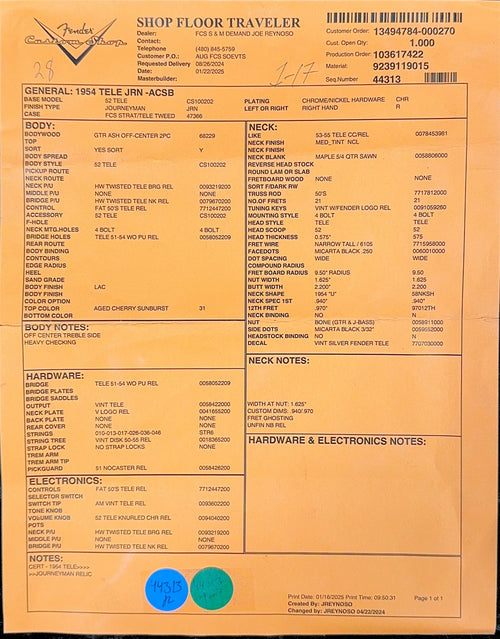 Fender
Custom Shop
SHOP FLOOR TRAVELER
Dealer: FCS S & M DEMAND JOE REYNOSO
Contact:
Telephone (480) 845-5759
Customer P.O.: AUG FCS SOEVTS
Requested Delivery 08/26/2024
Date: 01/22/2025
Masterbuilder:
Customer Order: 13494784-000270
Cust. Open Qty: 1.000
Production Order: 103617422
Material: 9239119015
Seq.Number 44313
28
1-17
GENERAL: 1954 TELE JRN -ACSB
BASE MODEL 52 TELE CS100202 PLATING CHROME/NICKEL HARDWARE CHR
FINISH TYPE JOURNEYMAN JRN LEFT OR RIGHT RIGHT HAND R
CASE FCS STRAT/TELE TWEED 47366
BODY:
BODYWOOD GTR ASH OFF-CENTER 2PC 68229
TOP
SORT YES SORT Y
BODY SPREAD
BODY STYLE 52 TELE CS100202
PICKUP ROUTE
NECK ROUTE
NECK P/U HW TWISTED TELE BRG REL 0093219200
MIDDLE P/U NONE 0
BRIDGE P/U HW TWISTED TELE NK REL 0079670200
CONTROL FAT 50'S TELE REL 7712447200
ACCESSORY 52 TELE CS100202
F-HOLE
NECK MTG.HOLES 4 BOLT 4 BOLT
BRIDGE HOLES TELE 51-54 WO PU REL 0058052209
REAR ROUTE
BODY BINDING
CONTOURS
EDGE RADIUS
HEEL
SAND GRADE
BODY FINISH LAC
BODY FINISH
COLOR OPTION
TOP COLOR AGED CHERRY SUNBURST 31
BOTTOM COLOR
BODY NOTES:
OFF CENTER TREBLE SIDE
HEAVY CHECKING
NECK:
LIKE 53-55 TELE CC/REL 0078453981
NECK FINISH MED_TINT NCL
NECK FINISH
NECK BLANK MAPLE 5/4 QTR SAWN 0058806000
REVERSE HEAD STOCK
ROUND LAM OR SLAB
FRETBOARD WOOD NONE NONE
SORT F/DARK RW
TRUSS ROD 50'S 7717812000
NO.OF FRETS 21 21
TUNING KEYS VINT W/FENDER LOGO REL 0091059260
MOUNTING STYLE 4 BOLT 4 BOLT
HEAD STYLE TELE TELE
HEAD SCOOP 52 52
HEAD THICKNESS 0.575" 575
FRET WIRE NARROW TALL / 6105 7715958000
FACEDOTS MICARTA BLACK .250 0060010000
DOT SPACING WIDE WIDE
COMPOUND RADIUS
FRET BOARD RADIUS 9.50" RADIUS 9.50
NUT WIDTH 1.625" 1.625
BUTT WIDTH 2.200" 2.200
NECK SHAPE 1954 "U" 58NKSH
NECK SPEC 1ST .940" .940"
12TH FRET .970" 97012TH
NECK BINDING NO N
NUT BONE (GTR & J-BASS) 0058911000
SIDE DOTS MICARTA BLACK 3/32" 0059552000
HEADSTOCK BINDING NO N
DECAL VINT SILVER FENDER TELE 7707030000
NECK NOTES:
WIDTH AT NUT: 1.625"
CUSTOM DIMS: .940/.970
FRET GHOSTING
UNFIN NB REL
HARDWARE:
BRIDGE TELE 51-54 WO PU REL 0058052209
BRIDGE PLATES
BRIDGE SADDLES
OUTPUT VINT TELE 0058422000
NECK PLATE V LOGO REL 0041655200
BACK PLATE NONE NONE
REAR COVER NONE NONE
STRINGS 010-013-017-026-036-046 STR6
STRING TREE VINT DISK 50-55 REL 0018365200
STRAP LOCK NO STRAP LOCKS NONE
TREM ARM
TREM ARM TIP
PICKGUARD 51 NOCASTER REL 0058426200
HARDWARE & ELECTRONICS NOTES:
ELECTRONICS:
CONTROLS FAT 50'S TELE REL 7712447200
SELECTOR SWITCH
SWITCH TIP AM VINT TELE REL 0093602200
TONE KNOB
VOLUME KNOB 52 TELE KNURLED CHR REL 0094040200
POTS
NECK P/U HW TWISTED TELE BRG REL 0093219200
MIDDLE P/U NONE NONE
BRIDGE P/U HW TWISTED TELE NK REL 0079670200
NOTES:
CERT - 1954 TELE>>>>
>>JOURNEYMAN RELIC
44313
Print Date: 01/16/2025 Print Time: 09:50:31 Page 1 of 1
Created By: JREYNOSO
Changed by: JREYNOSO 04/22/2024